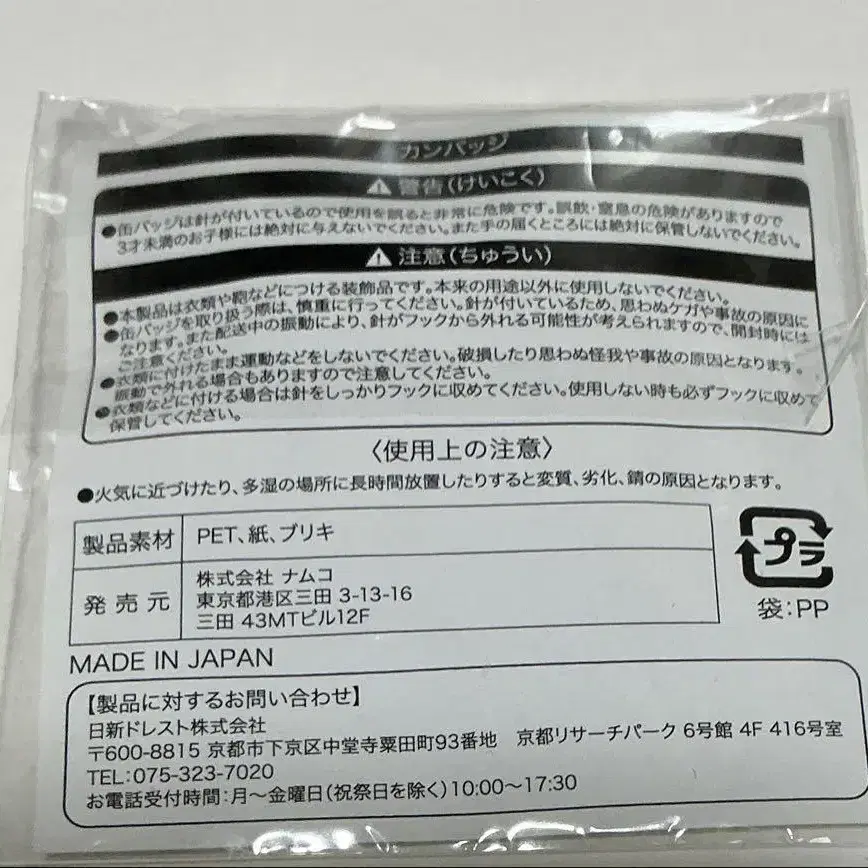 カンバッジ
警告(けいこく)
●缶バッジは針が付いているので使用を誤ると非常に危険です。誤飲・窒息の危険がありますので
3才未満のお子様には絶対に与えないでください。また手の届くところには絶対に保管しないでください。
注意(ちゅうい)
●本製品は衣類や鞄などにつける装飾品です。本来の用途以外に使用しないでください。
●缶バッジを取り扱う際は、慎重に行ってください。針が付いているため、思わぬケガや事故の原因に
なります。また配送中の振動により、針がフックから外れる可能性が考えられますので、開封時には
ご注意ください。
●衣類に付けたまま運動などをしないでください。破損したり思わぬ怪我や事故の原因となります。
振動で外れる場合もありますので注意してください。
●衣類などに付ける場合は針をしっかりフックに収めてください。使用しない時も必ずフックに収めて
保管してください。
〈使用上の注意〉
●火気に近づけたり、多湿の場所に長時間放置したりすると変質、劣化、錆の原因となります。
製品素材 PET、紙、ブリキ
発売元 株式会社 ナムコ
東京都港区三田 3-13-16
三田 43MTビル12F
プラ
袋:PP
MADE IN JAPAN
【製品に対するお問い合わせ】
日新ドレスト株式会社
〒600-8815 京都市下京区中堂寺粟田町93番地 京都リサーチパーク 6号館 4F 416号室
TEL:075-323-7020
お電話受付時間:月〜金曜日(祝祭日を除く)10:00〜17:30